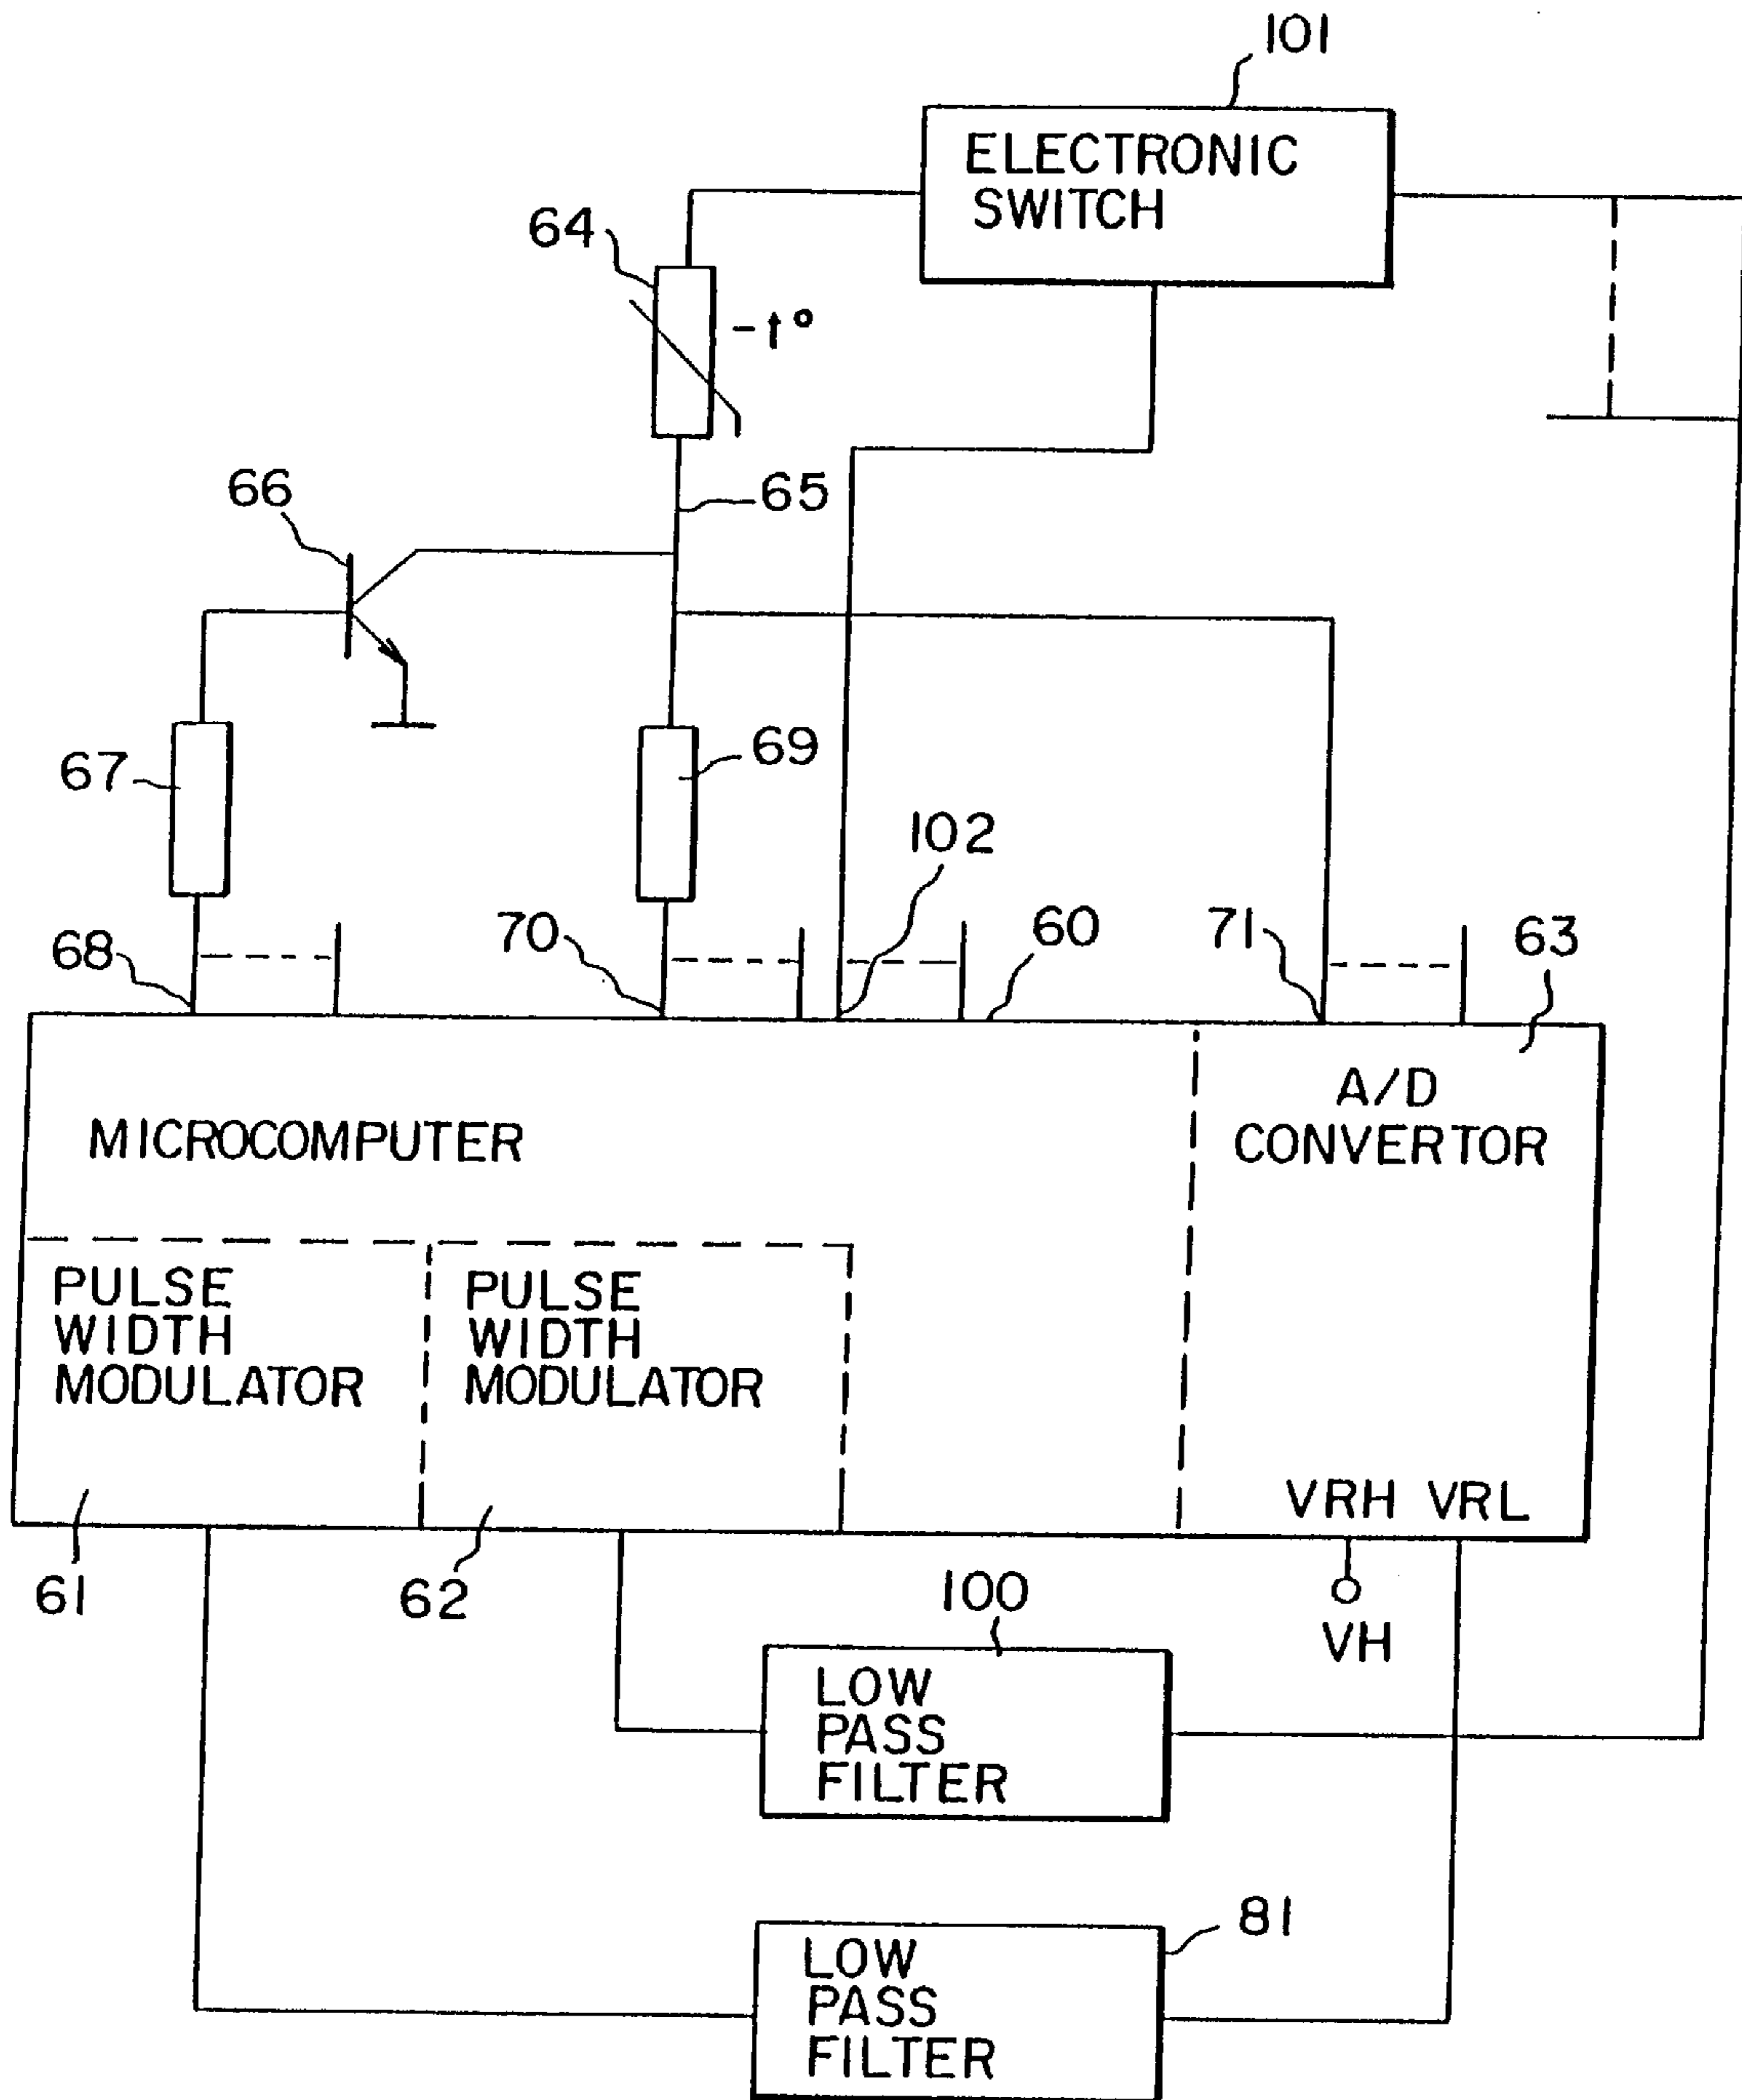 101
ELECTRONIC
SWITCH
64
-t°
66
65
67
69
102
68
70
60
71
63
MICROCOMPUTER
A/D
CONVERTOR
PULSE
WIDTH
MODULATOR
PULSE
WIDTH
MODULATOR
VRH VRL
61
62
100
VH
LOW
PASS
FILTER
81
LOW
PASS
FILTER